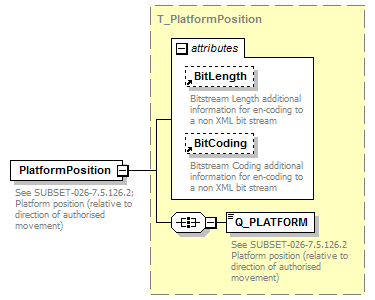 T_PlatformPosition
attributes
BitLength
Bitstream Length additional
information for en-coding to
a non XML bit stream
BitCoding
Bitstream Coding additional
information for en-coding to
a non XML bit stream
PlatformPosition
See SUBSET-026-7.5.126.2;
Platform position (relative to
direction of authorised
movement)
Q_PLATFORM
See SUBSET-026-7.5.126.2
Platform position (relative to
direction of authorised
movement)